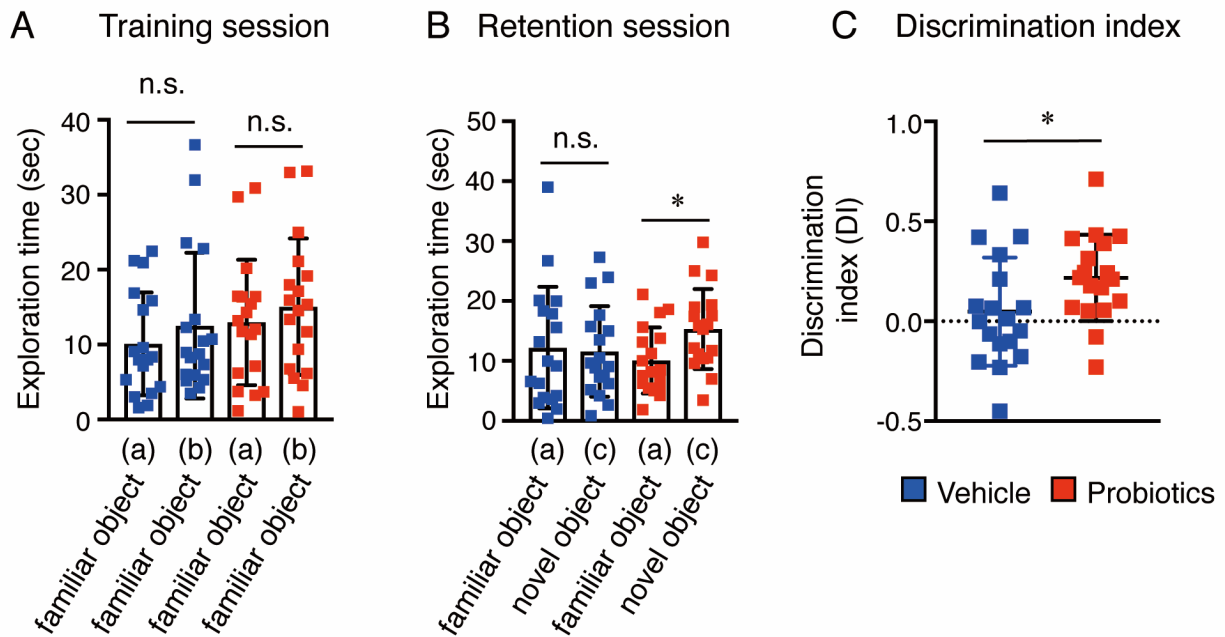 A Training session
n.s.
n.s.
Exploration time (sec)
40
30
20
10
0
(a) (b) (a) (b)
familiar object
familiar object
familiar object
familiar object
B Retention session
n.s.
*
Exploration time (sec)
50
40
30
20
10
0
(a) (c) (a) (c)
familiar object
novel object
familiar object
novel object
C Discrimination index
*
Discrimination
index (DI)
1.0
0.5
0.0
-0.5
Vehicle Probiotics